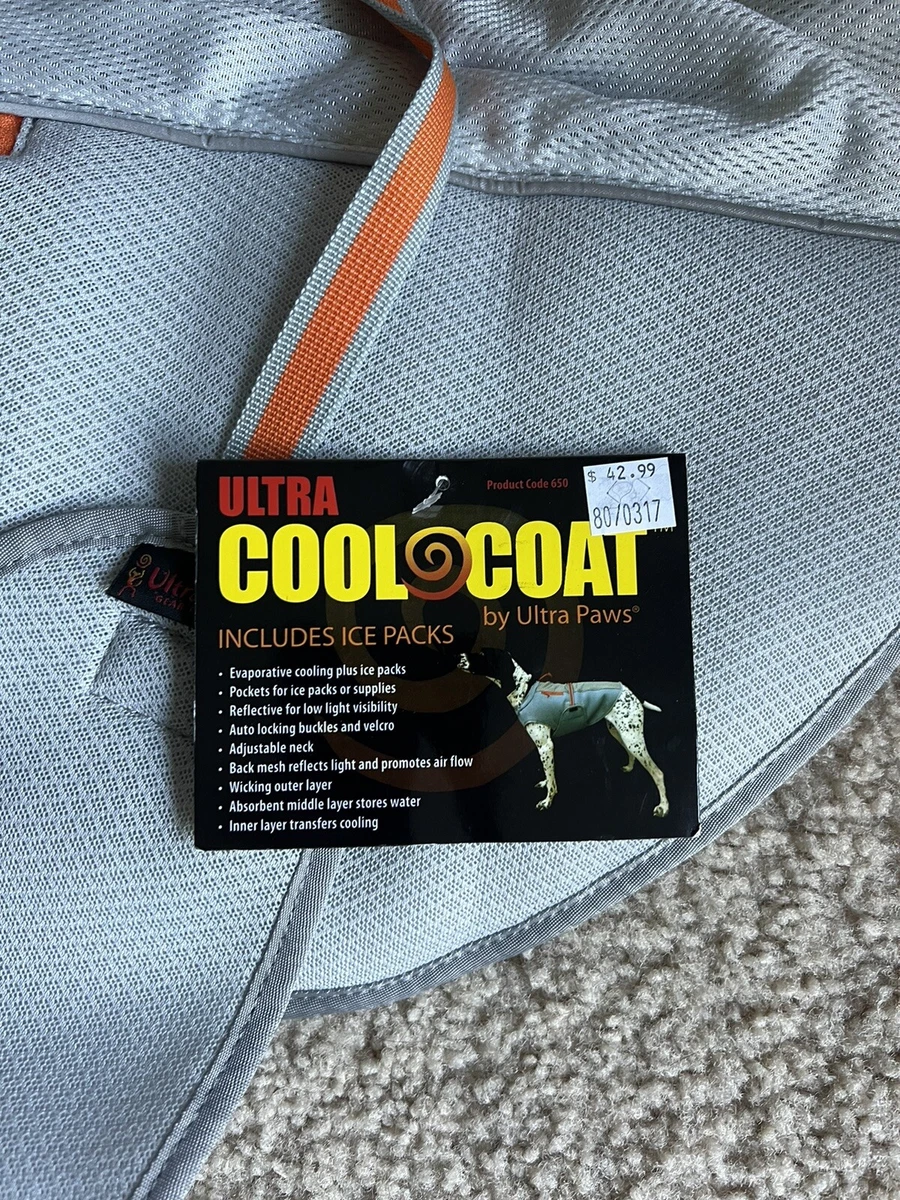 ULTRA
Product Code 650
$ 42.99
80/0317
COOL COAT™
by Ultra Paws®
INCLUDES ICE PACKS
• Evaporative cooling plus ice packs
• Pockets for ice packs or supplies
• Reflective for low light visibility
• Auto locking buckles and velcro
• Adjustable neck
• Back mesh reflects light and promotes air flow
• Wicking outer layer
• Absorbent middle layer stores water
• Inner layer transfers cooling